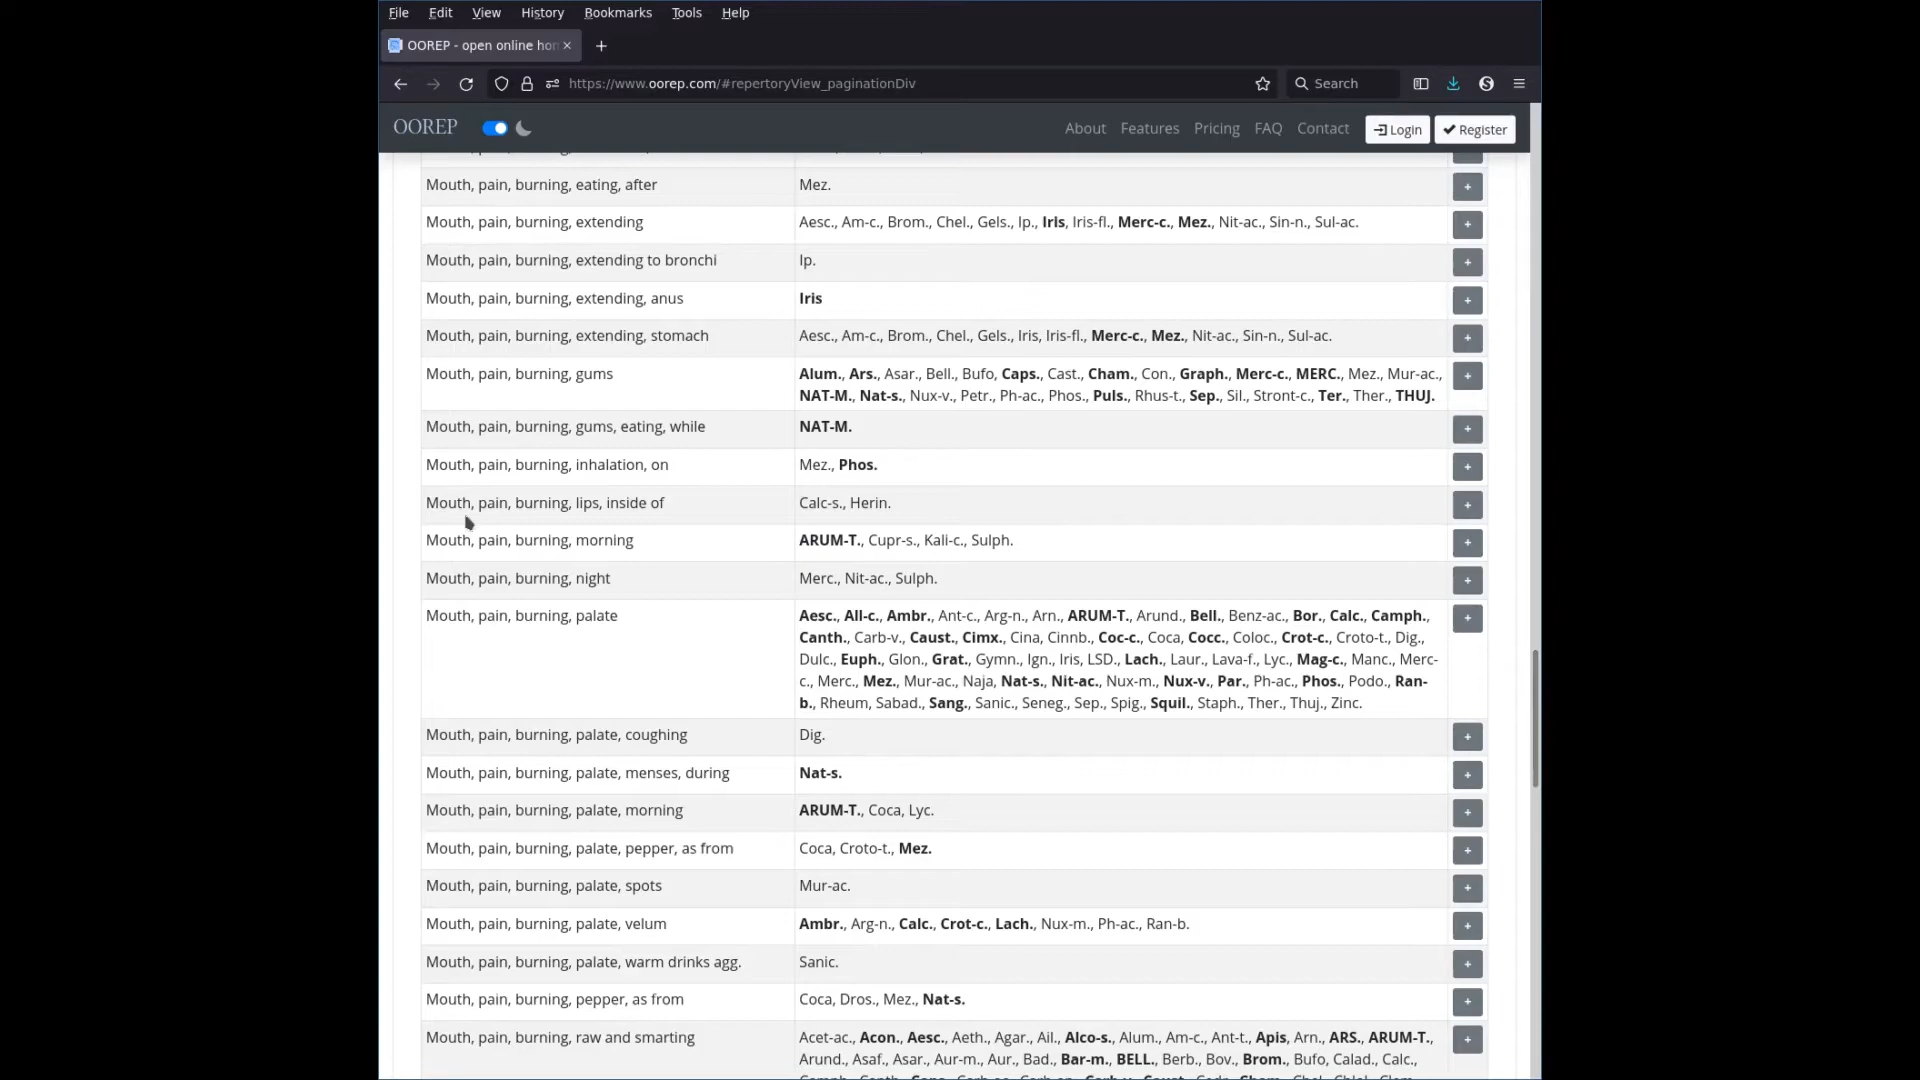 File Edit View History Bookmarks Tools Help
OOREP - open online hon
https://www.oorep.com/#repertoryView_paginationDiv Search
OOREP About Features Pricing FAQ Contact Login Register
Mouth, pain, burning, eating, after Mez. +
Mouth, pain, burning, extending Aesc., Am-c., Brom., Chel., Gels., Ip., Iris, Iris-fl., Merc-c., Mez., Nit-ac., Sin-n., Sul-ac. +
Mouth, pain, burning, extending to bronchi Ip. +
Mouth, pain, burning, extending, anus Iris +
Mouth, pain, burning, extending, stomach Aesc., Am-c., Brom., Chel., Gels., Iris, Iris-fl., Merc-c., Mez., Nit-ac., Sin-n., Sul-ac. +
Mouth, pain, burning, gums Alum., Ars., Asar., Bell., Bufo, Caps., Cast., Cham., Con., Graph., Merc-c., MERC., Mez., Mur-ac., +
NAT-M., Nat-s., Nux-v., Petr., Ph-ac., Phos., Puls., Rhus-t., Sep., Sil., Stront-c., Ter., Ther., THUJ.
Mouth, pain, burning, gums, eating, while NAT-M. +
Mouth, pain, burning, inhalation, on Mez., Phos. +
Mouth, pain, burning, lips, inside of Calc-s., Herin. +
Mouth, pain, burning, morning ARUM-T., Cupr-s., Kali-c., Sulph. +
Mouth, pain, burning, night Merc., Nit-ac., Sulph. +
Mouth, pain, burning, palate Aesc., All-c., Ambr., Ant-c., Arg-n., Arn., ARUM-T., Arund., Bell., Benz-ac., Bor., Calc., Camph., +
Canth., Carb-v., Caust., Cimx., Cina, Cinnb., Coc-c., Coca, Cocc., Coloc., Crot-c., Croto-t., Dig.,
Dulc., Euph., Glon., Grat., Gymn., Ign., Iris, LSD., Lach., Laur., Lava-f., Lyc., Mag-c., Manc., Merc-
c., Merc., Mez., Mur-ac., Naja, Nat-s., Nit-ac., Nux-m., Nux-v., Par., Ph-ac., Phos., Podo., Ran-
b., Rheum, Sabad., Sang., Sanic., Seneg., Sep., Spig., Squil., Staph., Ther., Thuj., Zinc.
Mouth, pain, burning, palate, coughing Dig. +
Mouth, pain, burning, palate, menses, during Nat-s. +
Mouth, pain, burning, palate, morning ARUM-T., Coca, Lyc. +
Mouth, pain, burning, palate, pepper, as from Coca, Croto-t., Mez. +
Mouth, pain, burning, palate, spots Mur-ac. +
Mouth, pain, burning, palate, velum Ambr., Arg-n., Calc., Crot-c., Lach., Nux-m., Ph-ac., Ran-b. +
Mouth, pain, burning, palate, warm drinks agg. Sanic. +
Mouth, pain, burning, pepper, as from Coca, Dros., Mez., Nat-s. +
Mouth, pain, burning, raw and smarting Acet-ac., Acon., Aesc., Aeth., Agar., Ail., Alco-s., Alum., Am-c., Ant-t., Apis, Arn., ARS., ARUM-T., +
Arund., Asaf., Asar., Aur-m., Aur., Bad., Bar-m., BELL., Berb., Bov., Brom., Bufo, Calad., Calc.,